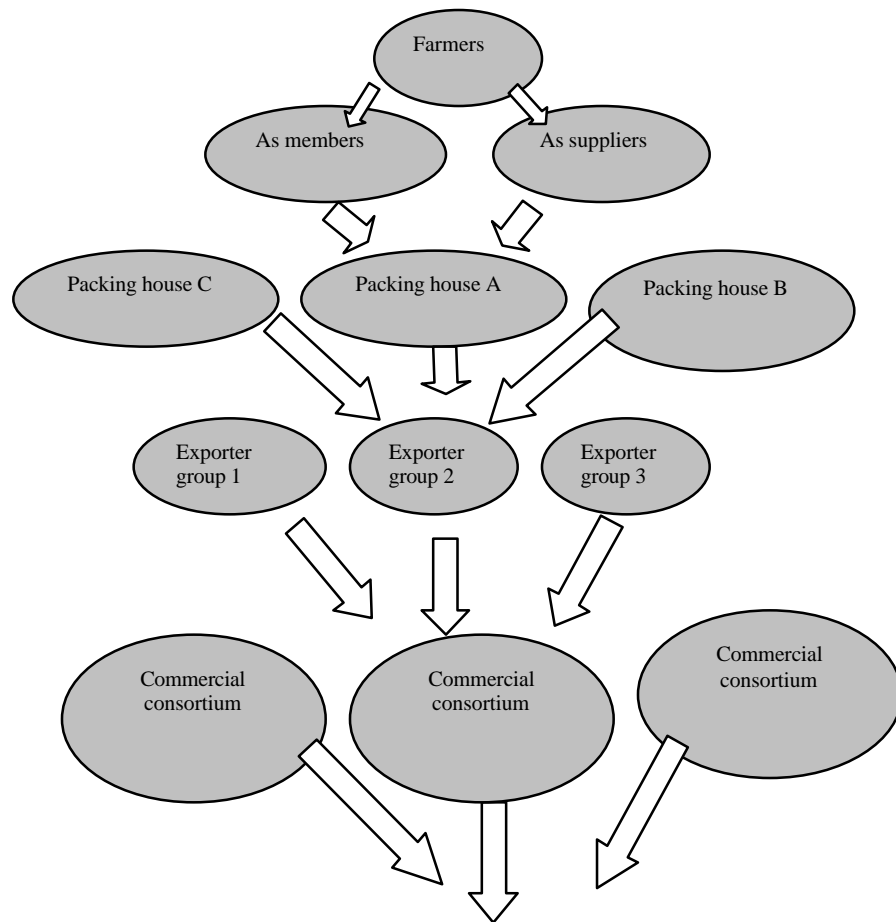 Farmers
As members
As suppliers
Packing house C
Packing house A
Packing house B
Exporter
group 1
Exporter
group 2
Exporter
group 3
Commercial
consortium
Commercial
consortium
Commercial
consortium